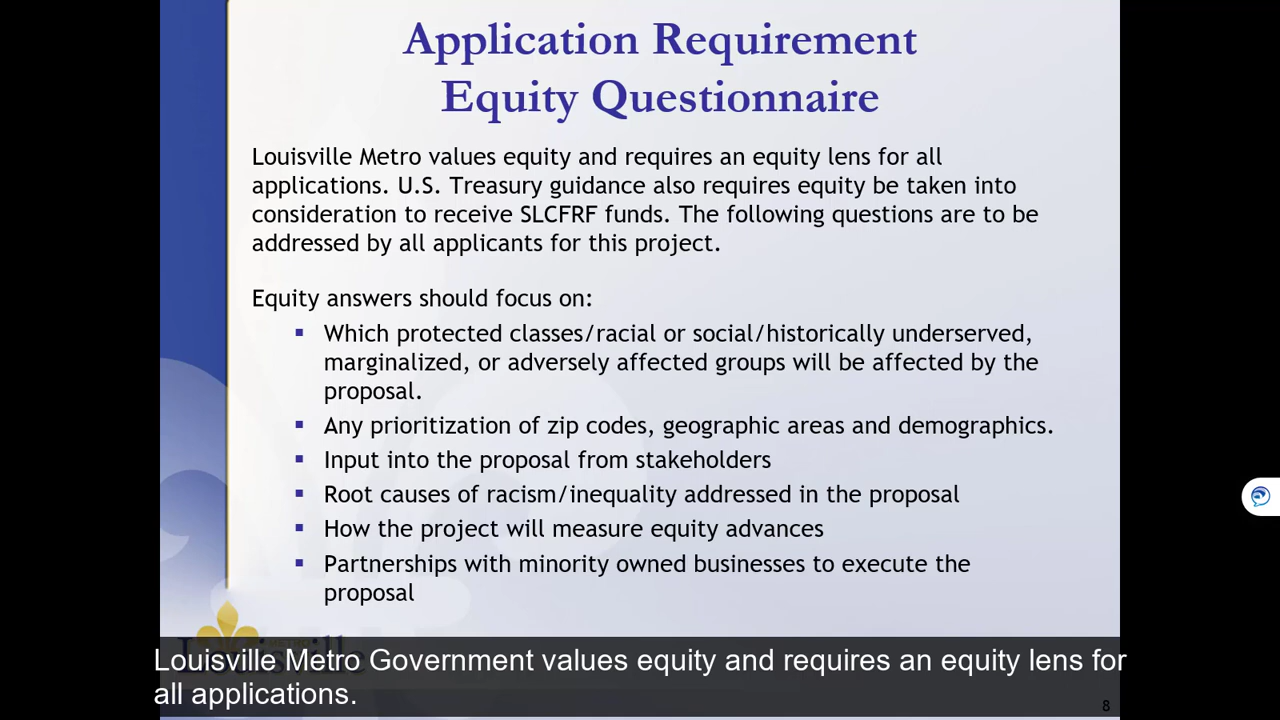 Application Requirement
Equity Questionnaire
Louisville Metro values equity and requires an equity lens for all
applications. U.S. Treasury guidance also requires equity be taken into
consideration to receive SLCFRF funds. The following questions are to be
addressed by all applicants for this project.
Equity answers should focus on:
▪ Which protected classes/racial or social/historically underserved,
marginalized, or adversely affected groups will be affected by the
proposal.
▪ Any prioritization of zip codes, geographic areas and demographics.
▪ Input into the proposal from stakeholders
▪ Root causes of racism/inequality addressed in the proposal
▪ How the project will measure equity advances
▪ Partnerships with minority owned businesses to execute the
proposal
Louisville Metro Government values equity and requires an equity lens for
all applications.
8